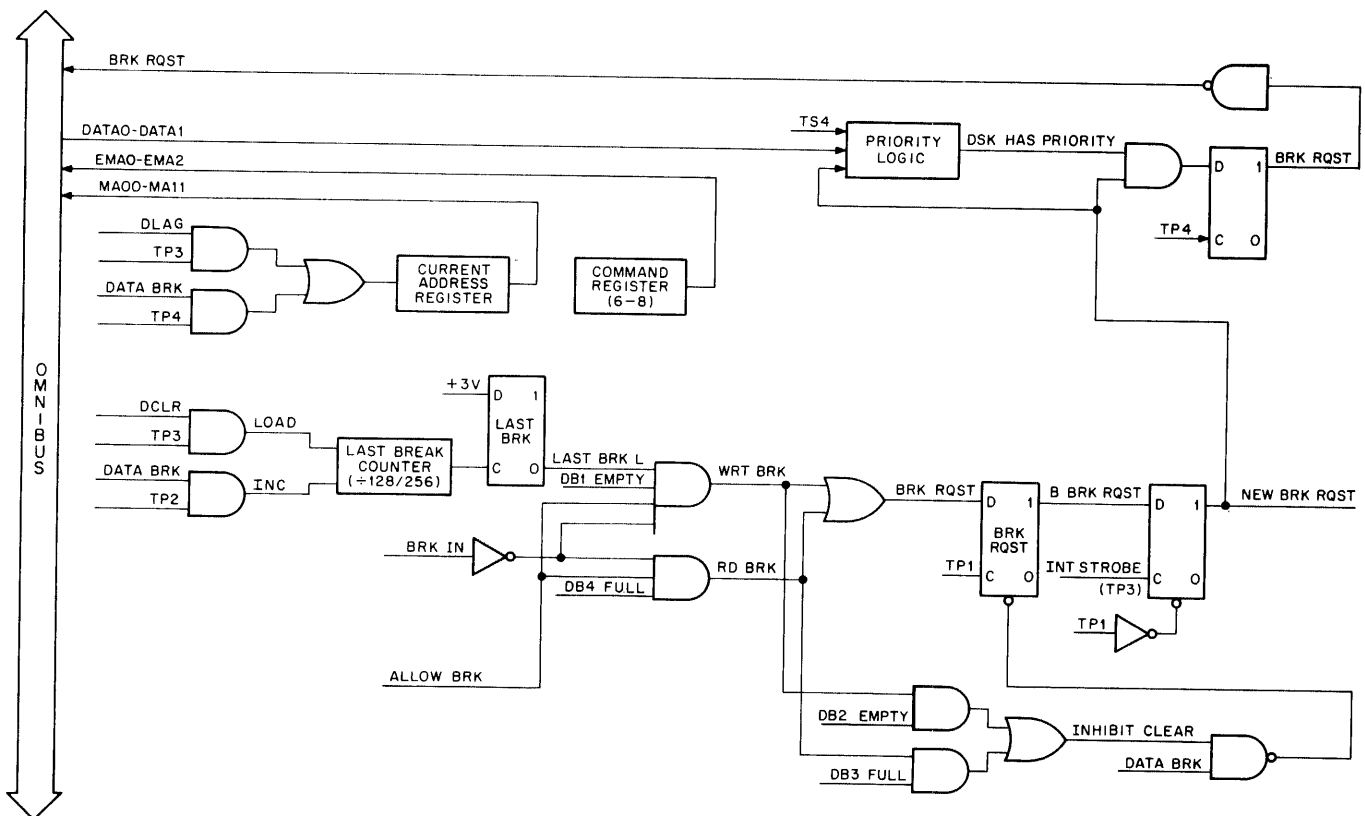 BRK RQST
DATA0-DATA1
EMA0-EMA2
MA00-MA11
TS4
PRIORITY
LOGIC
DSK HAS PRIORITY
D
1
BRK RQST
TP4
C
0
DLAG
TP3
DATA BRK
TP4
CURRENT
ADDRESS
REGISTER
COMMAND
REGISTER
(6-8)
OMNIBUS
DCLR
TP3
LOAD
DATA BRK
TP2
INC
LAST BREAK
COUNTER
(÷128/256)
+3V
D
1
LAST
BRK
C
0
LAST BRK L
DB1 EMPTY
WRT BRK
BRK IN
DB4 FULL
RD BRK
ALLOW BRK
BRK RQST
D
1
BRK
RQST
TP1
C
0
B BRK RQST
D
1
INT STROBE
(TP3)
C
0
TP1
NEW BRK RQST
DB2 EMPTY
DB3 FULL
INHIBIT CLEAR
DATA BRK